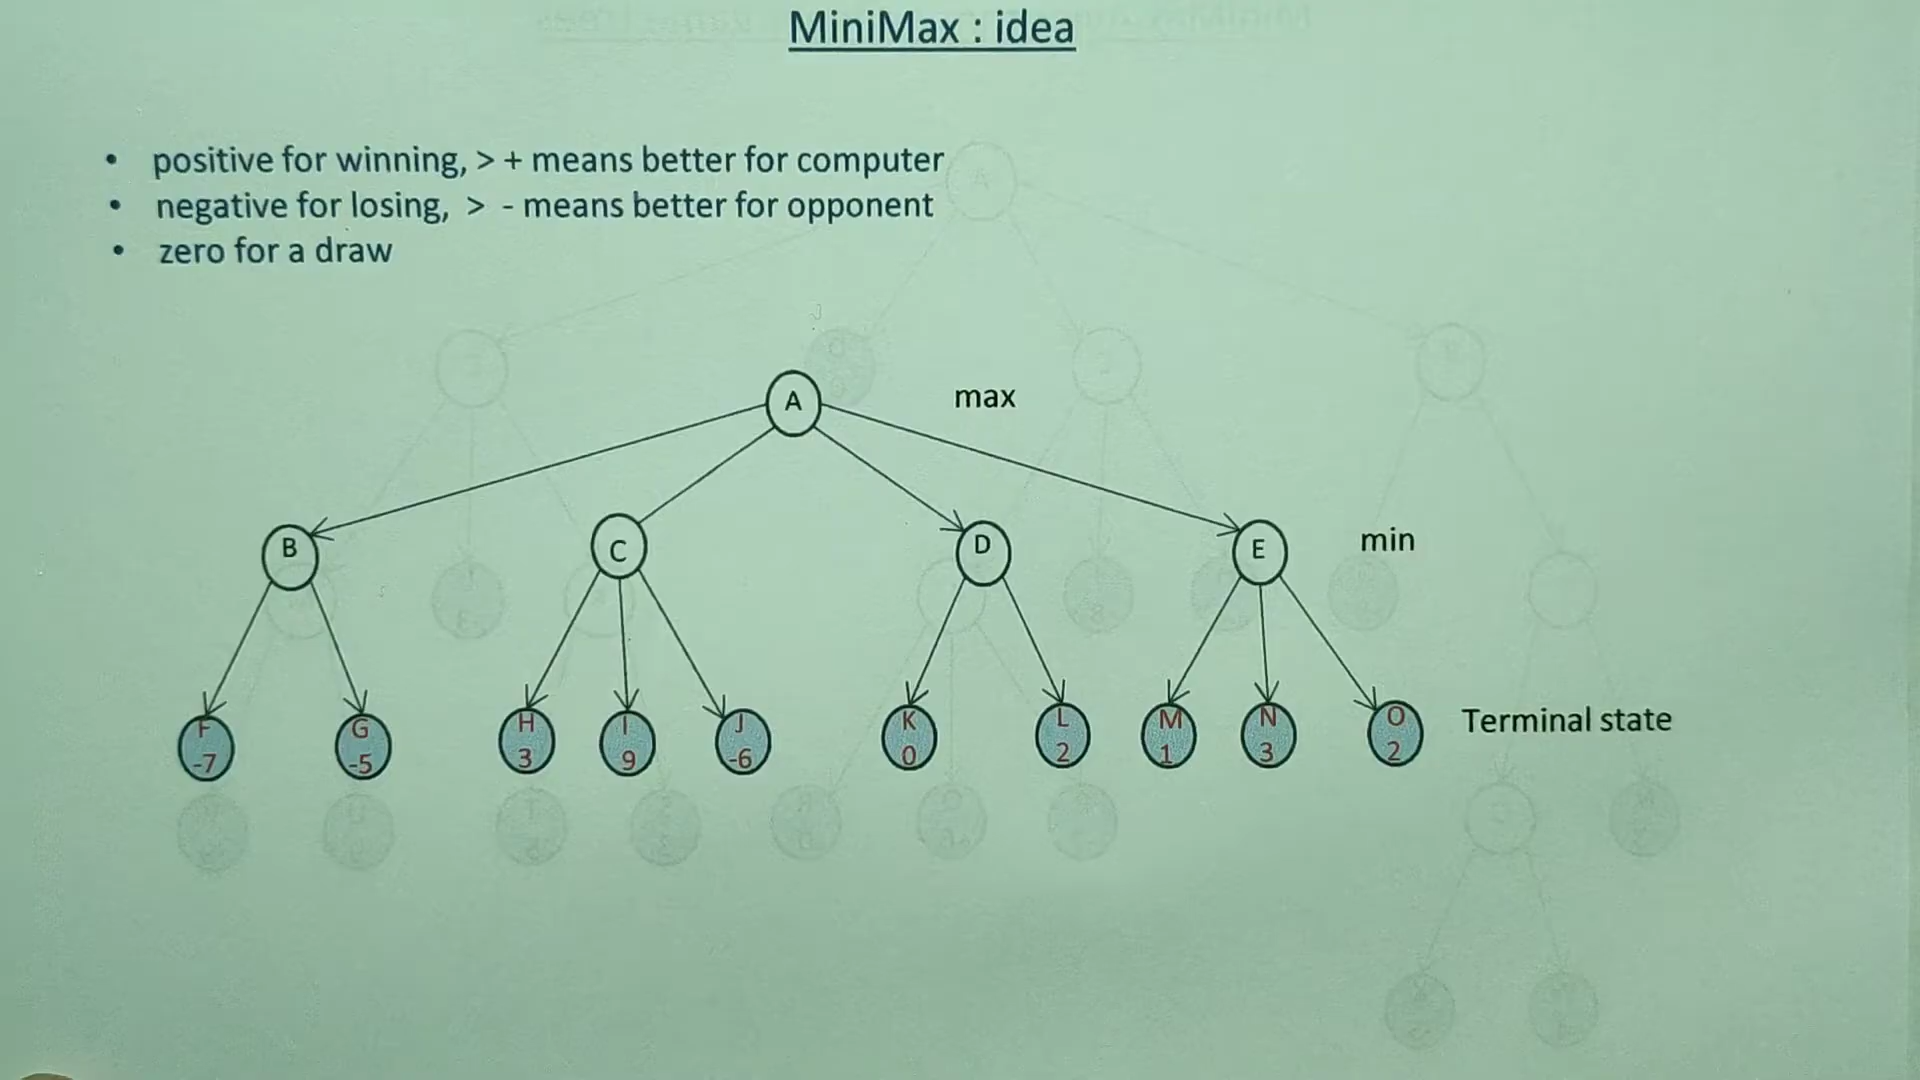 MiniMax : idea
• positive for winning, > + means better for computer
• negative for losing, > - means better for opponent
• zero for a draw
A max
B C D E min
F G H I J K L M N O Terminal state
-7 -5 3 9 -6 0 2 1 3 2